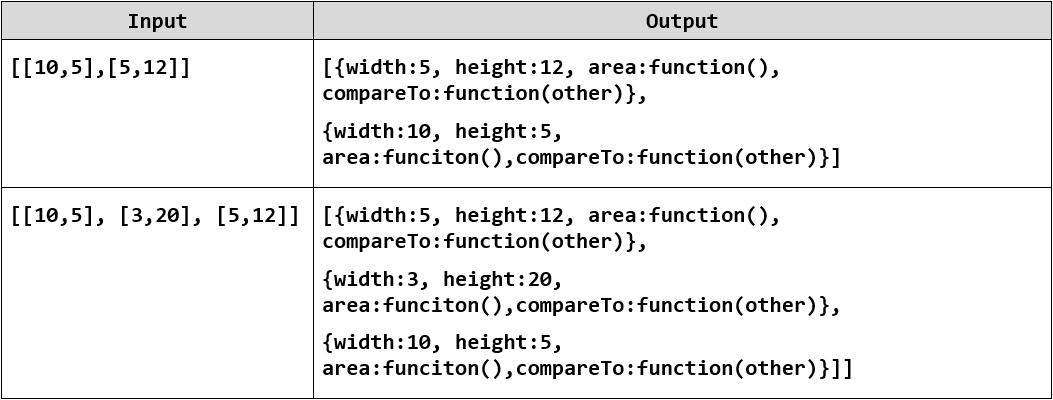 Input
Output
[[10,5],[5,12]]
[{width:5, height:12, area:function(),
compareTo:function(other)},
{width:10, height:5,
area:funciton(),compareTo:function(other)}]
[[10,5], [3,20], [5,12]]
[{width:5, height:12, area:function(),
compareTo:function(other)},
{width:3, height:20,
area:funciton(),compareTo:function(other)},
{width:10, height:5,
area:funciton(),compareTo:function(other)}]]